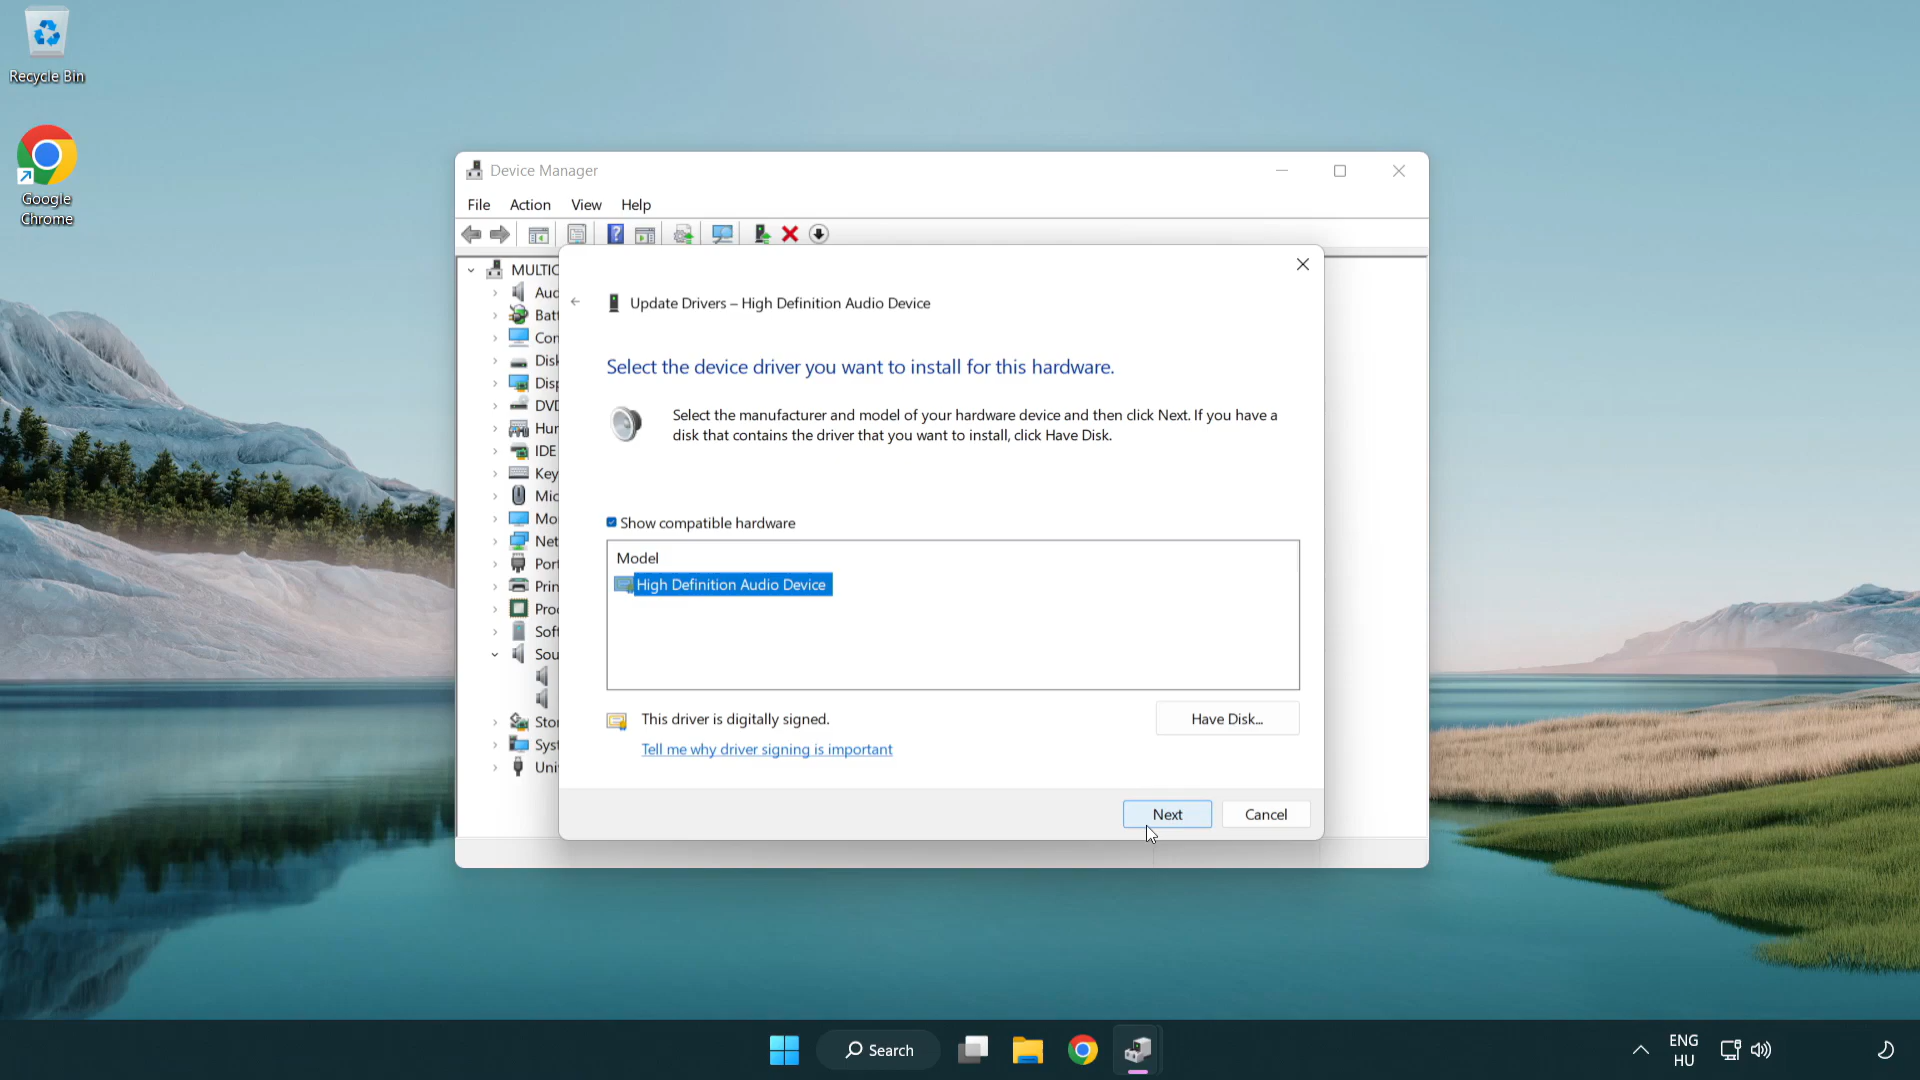 Recycle Bin
Google
Chrome
Device Manager
File Action View Help
MULTIC
Aud
Batt
Con
Disk
Disp
DVD
Hur
IDE
Key
Mic
Mo
Net
Port
Prin
Proc
Soft
Sou
Stor
Syst
Uni
Update Drivers – High Definition Audio Device
Select the device driver you want to install for this hardware.
Select the manufacturer and model of your hardware device and then click Next. If you have a
disk that contains the driver that you want to install, click Have Disk.
Show compatible hardware
Model
High Definition Audio Device
This driver is digitally signed.
Have Disk...
Tell me why driver signing is important
Next
Cancel
Search
ENG
HU